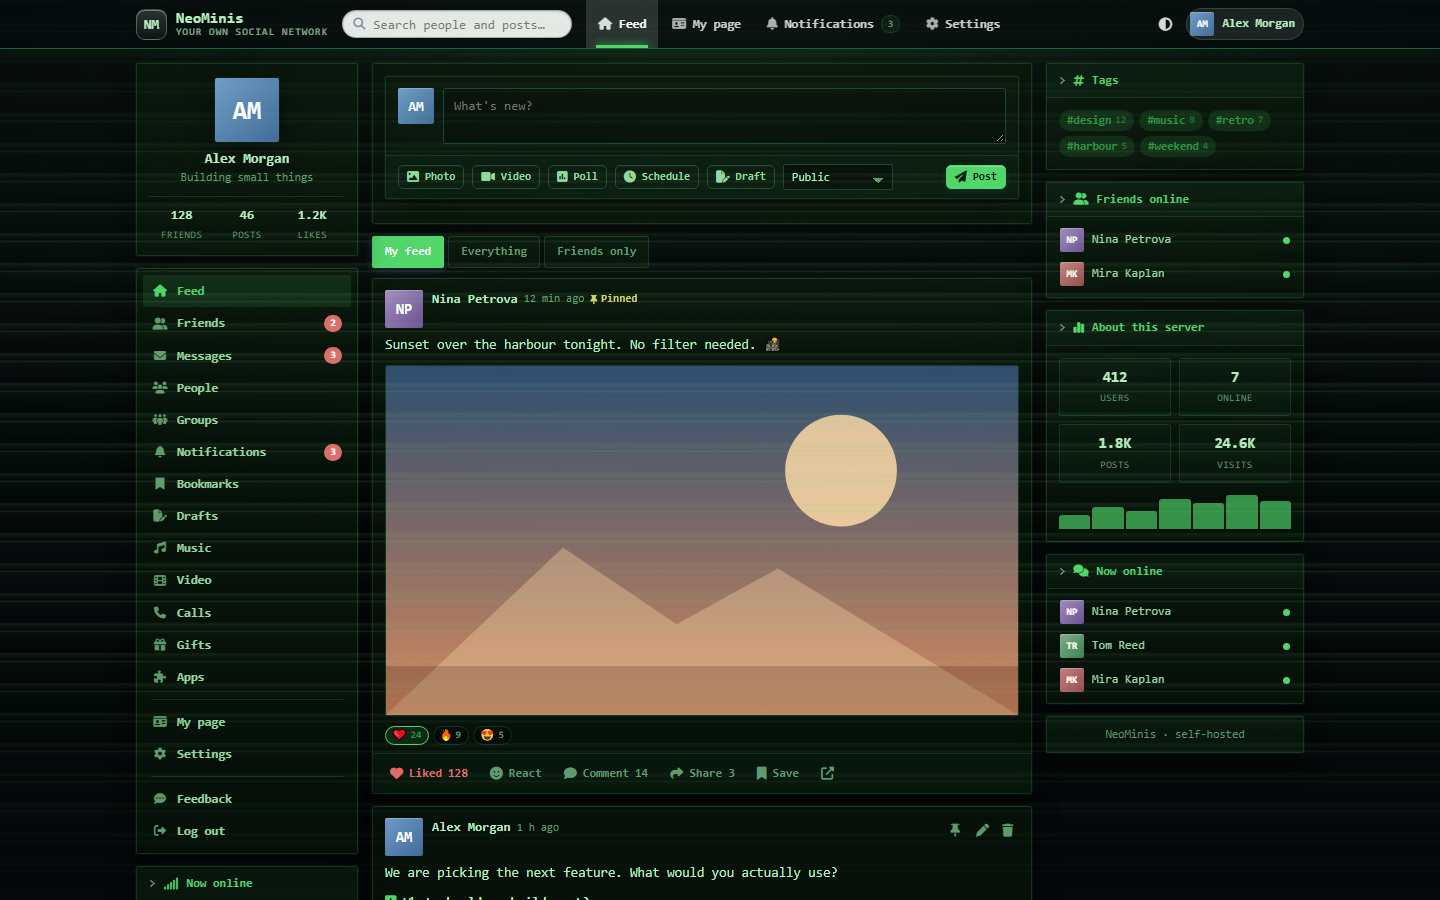 NM
NeoMinis
YOUR OWN SOCIAL NETWORK
Search people and posts…
Feed
My page
Notifications 3
Settings
AM Alex Morgan
AM
Alex Morgan
Building small things
128 46 1.2K
FRIENDS POSTS LIKES
Feed
Friends 2
Messages 3
People
Groups
Notifications 3
Bookmarks
Drafts
Music
Video
Calls
Gifts
Apps
My page
Settings
Feedback
Log out
Now online
AM
What's new?
Photo Video Poll Schedule Draft Public Post
My feed Everything Friends only
NP
Nina Petrova 12 min ago Pinned
Sunset over the harbour tonight. No filter needed.
24 9 5
Liked 128 React Comment 14 Share 3 Save
AM
Alex Morgan 1 h ago
We are picking the next feature. What would you actually use?
# Tags
#design 12 #music 9 #retro 7
#harbour 5 #weekend 4
Friends online
NP Nina Petrova
MK Mira Kaplan
About this server
412 7
USERS ONLINE
1.8K 24.6K
POSTS VISITS
Now online
NP Nina Petrova
TR Tom Reed
MK Mira Kaplan
NeoMinis · self-hosted